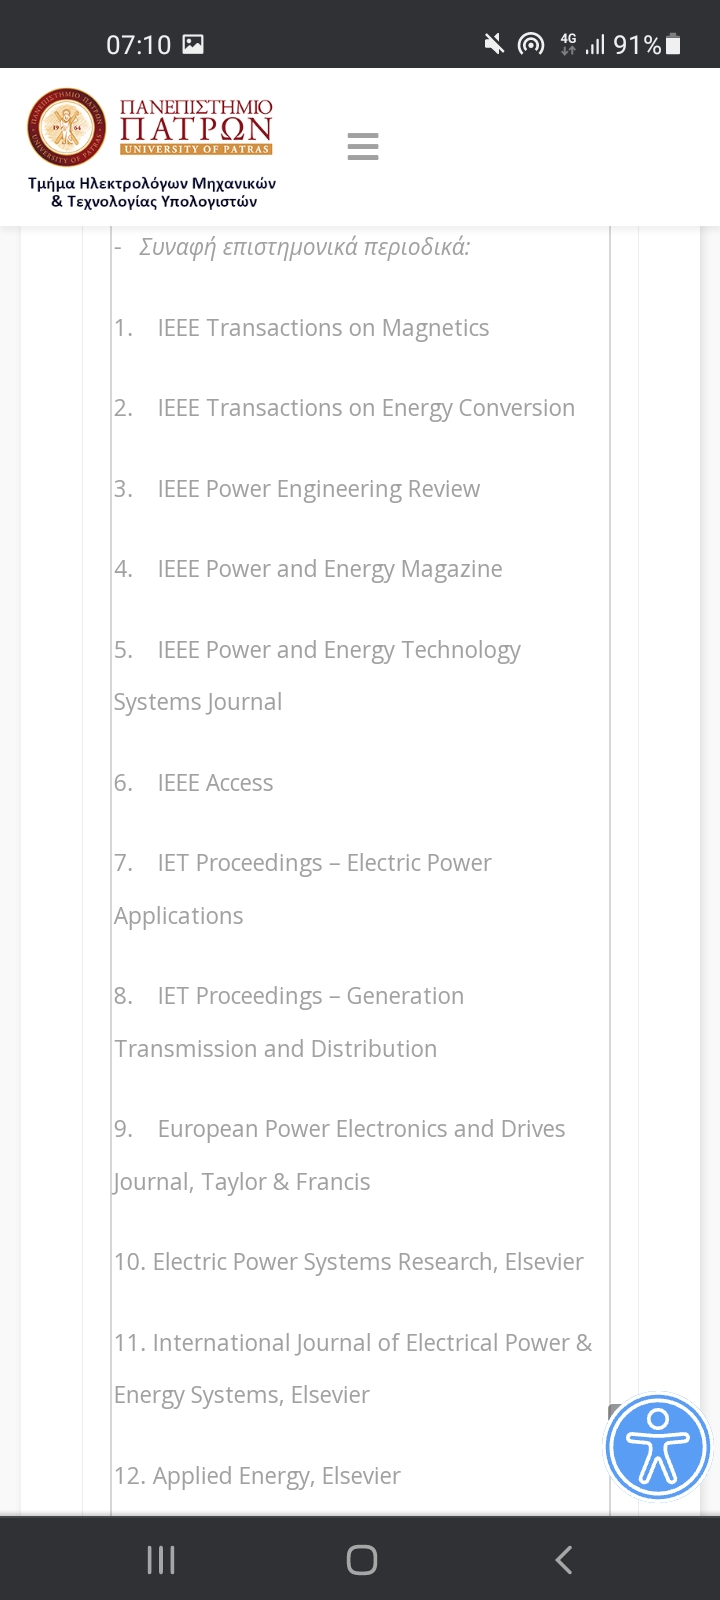 07:10
4G
91%
ΠΑΝΕΠΙΣΤΗΜΙΟ
ΠΑΤΡΩΝ
UNIVERSITY OF PATRAS
Τμήμα Ηλεκτρολόγων Μηχανικών
& Τεχνολογίας Υπολογιστών
- Συναφή επιστημονικά περιοδικά:
1. IEEE Transactions on Magnetics
2. IEEE Transactions on Energy Conversion
3. IEEE Power Engineering Review
4. IEEE Power and Energy Magazine
5. IEEE Power and Energy Technology
Systems Journal
6. IEEE Access
7. IET Proceedings – Electric Power
Applications
8. IET Proceedings – Generation
Transmission and Distribution
9. European Power Electronics and Drives
Journal, Taylor & Francis
10. Electric Power Systems Research, Elsevier
11. International Journal of Electrical Power &
Energy Systems, Elsevier
12. Applied Energy, Elsevier